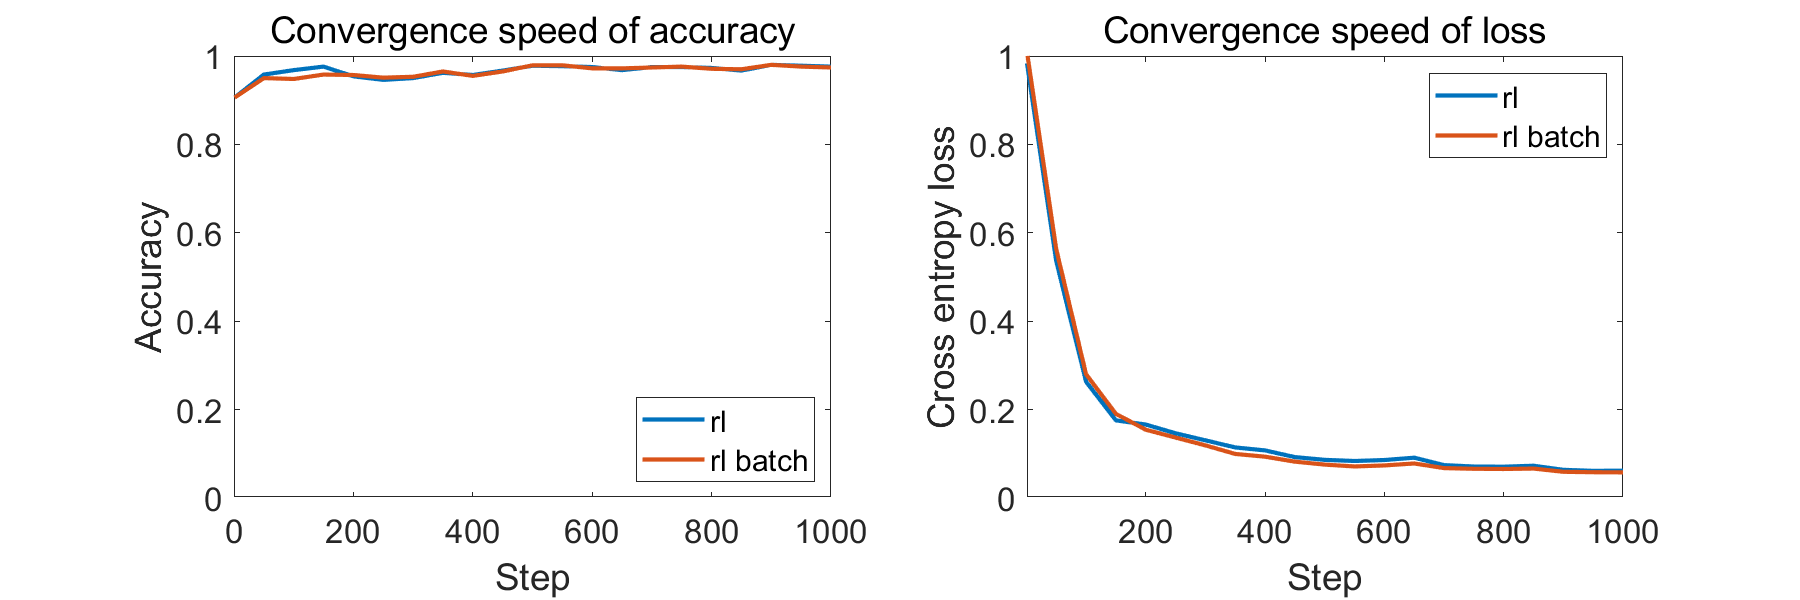 Convergence speed of accuracy
1
0.8
0.6
0.4
0.2
0
Accuracy
rl
rl batch
0 200 400 600 800 1000
Step
Convergence speed of loss
1
0.8
0.6
0.4
0.2
0
Cross entropy loss
rl
rl batch
200 400 600 800 1000
Step